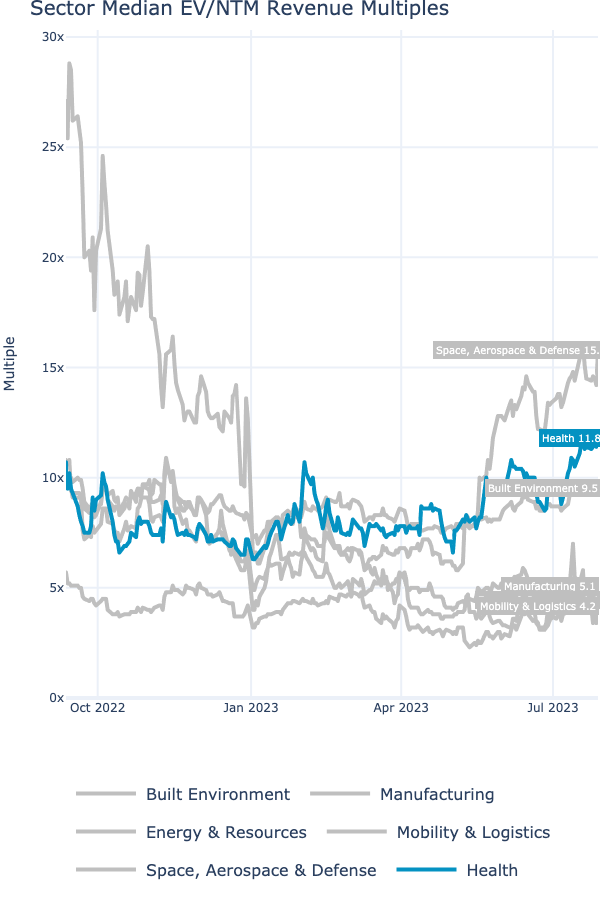 Sector Median EV/NTM Revenue Multiples
30x
25x
20x
15x
10x
5x
0x
Multiple
Space, Aerospace & Defense 15.
Health 11.8
Built Environment 9.5
Manufacturing 5.1
Mobility & Logistics 4.2
Oct 2022
Jan 2023
Apr 2023
Jul 2023
Built Environment
Manufacturing
Energy & Resources
Mobility & Logistics
Space, Aerospace & Defense
Health